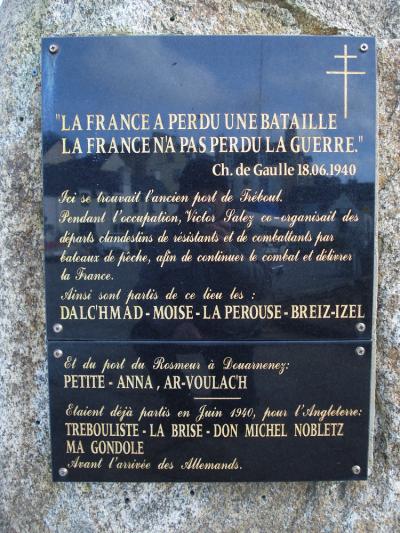 "LA FRANCE A PERDU UNE BATAILLE
LA FRANCE N'A PAS PERDU LA GUERRE."
Ch. de Gaulle 18.06.1940
Ici se trouvait l'ancien port de Tréboul.
Pendant l'occupation, Victor Salez co-organisait des
départs clandestins de résistants et de combattants par
bateaux de pêche, afin de continuer le combat et délivrer
la France.
Ainsi sont partis de ce lieu les :
DALC'HMAD - MOISE - LA PEROUSE - BREIZ-IZEL
Et du port du Rosmeur à Douarnenez:
PETITE - ANNA, AR-VOULAC'H
Etaient déjà partis en Juin 1940, pour l'Angleterre:
TREBOULISTE - LA BRISE - DON MICHEL NOBLETZ
MA GONDOLE
Avant l'arrivée des Allemands.